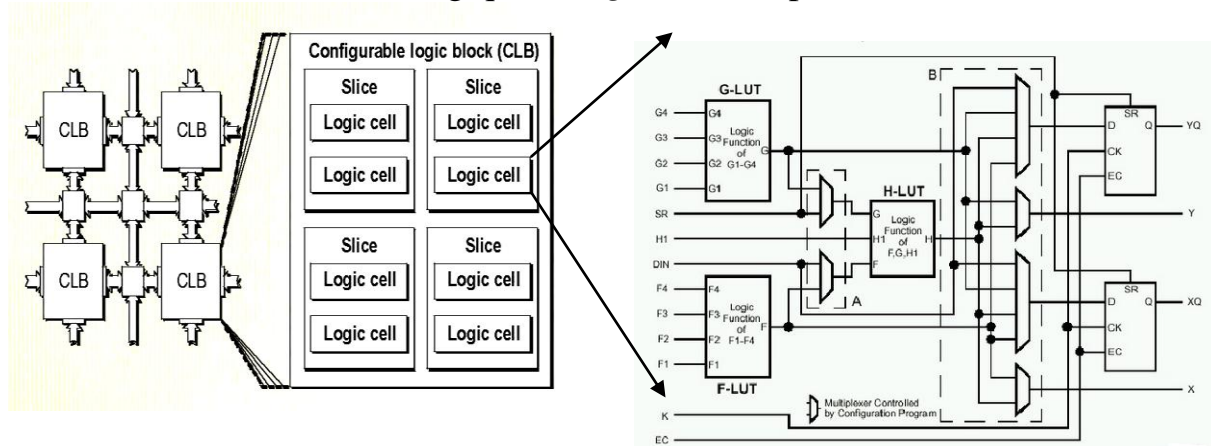 Configurable logic block (CLB)
Slice
Logic cell
Logic cell
Slice
Logic cell
Logic cell
Slice
Logic cell
Logic cell
Slice
Logic cell
Logic cell
CLB
CLB
CLB
CLB
G-LUT
G4
G3
G2
G1
G4
G3
G2
G1
Logic
Function
of
G1-G4
G
SR
H1
DIN
H-LUT
G
H1
F
Logic
Function
of
F,G,H1
H
A
B
F4
F3
F2
F1
F4
F3
F2
F1
Logic
Function
of
F1-F4
F
F-LUT
Multiplexer Controlled
by Configuration Program
K
EC
SR
D
Q
CK
EC
YQ
Y
SR
D
Q
CK
EC
XQ
X